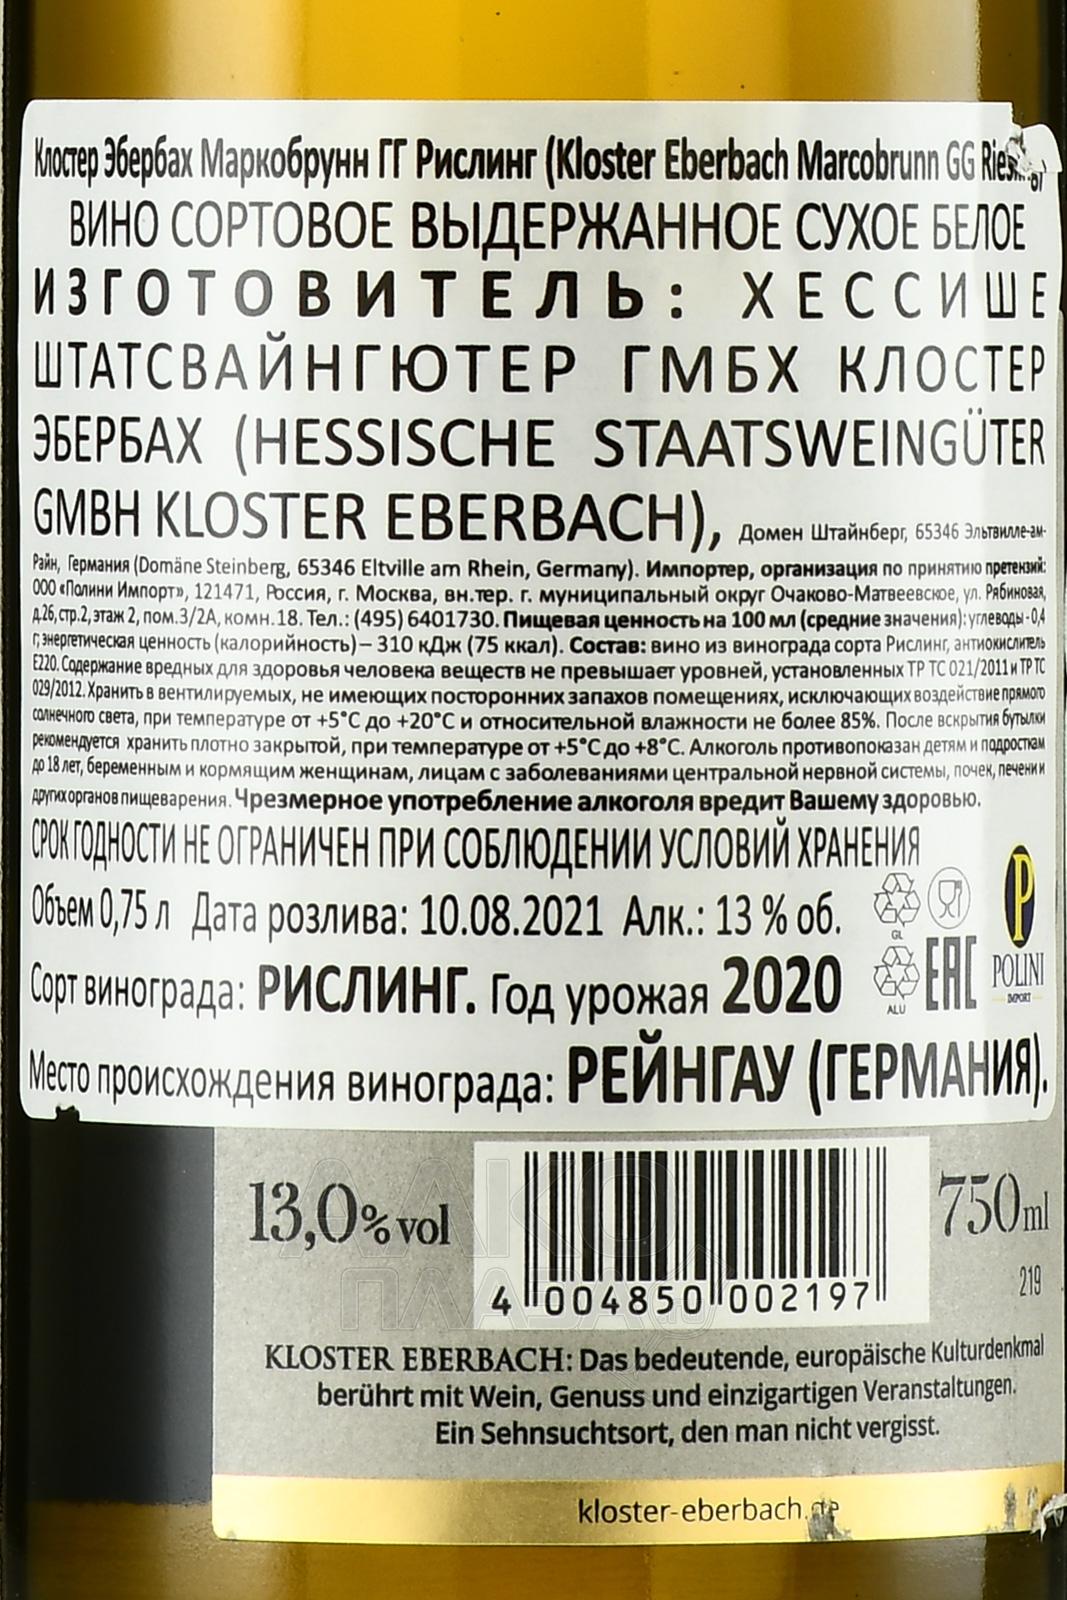 Клостер Эбербах Маркобрунн ГГ Рислинг (Kloster Eberbach Marcobrunn GG
ВИНО СОРТОВОЕ ВЫДЕРЖАННОЕ СУХОЕ БЕЛОЕ
ИЗГОТОВИТЕЛЬ: ХЕССИШЕ
ШТАТСВАЙНГЮТЕР ГМБХ КЛОСТЕР
ЭБЕРБАХ (HESSISCHE STAATSWEINGÜTER
GMBH KLOSTER EBERBACH), Домен Штайнберг, 65346 Эльтвилле-ам-
Райн, Германия (Domäne Steinberg, 65346 Eltville am Rhein, Germany). Импортер, организация по принятию претензий:
ООО «Полини Импорт», 121471, Россия, г. Москва, вн.тер. г. муниципальный округ Очаково-Матвеевское, ул. Рябиновая,
д.26,стр.2, этаж 2, пом.3/2А, комн.18. Тел.: (495) 6401730. Пищевая ценность на 100 мл (средние значения): углеводы - 0,4
г; энергетическая ценность (калорийность) – 310 кДж (75 ккал). Состав: вино из винограда сорта Рислинг, антиокислитель
Е220. Содержание вредных для здоровья человека веществ не превышает уровней, установленных ТР ТС 021/2011 и ТР ТС
029/2012. Хранить в вентилируемых, не имеющих посторонних запахов помещениях, исключающих воздействие прямого
солнечного света, при температуре от +5°С до +20°С и относительной влажности не более 85%. После вскрытия бутылки
рекомендуется хранить плотно закрытой, при температуре от +5°С до +8°С. Алкоголь противопоказан детям и подросткам
до 18 лет, беременным и кормящим женщинам, лицам с заболеваниями центральной нервной системы, почек, печени и
других органов пищеварения. Чрезмерное употребление алкоголя вредит Вашему здоровью.
СРОК ГОДНОСТИ НЕ ОГРАНИЧЕН ПРИ СОБЛЮДЕНИИ УСЛОВИЙ ХРАНЕНИЯ
Объем 0,75 л Дата розлива: 10.08.2021 Алк.: 13 % об.
GL
Сорт винограда: РИСЛИНГ. Год урожая 2020
ALU
EAC
P
POLINI
IMPORT
Место происхождения винограда: РЕЙНГАУ (ГЕРМАНИЯ).
13,0% vol
750 ml
219
4 004850 002197
АЛКО
ПЛАЗА.ru
KLOSTER EBERBACH: Das bedeutende, europäische Kulturdenkmal
berührt mit Wein, Genuss und einzigartigen Veranstaltungen.
Ein Sehnsuchtsort, den man nicht vergisst.
kloster-eberbach.de